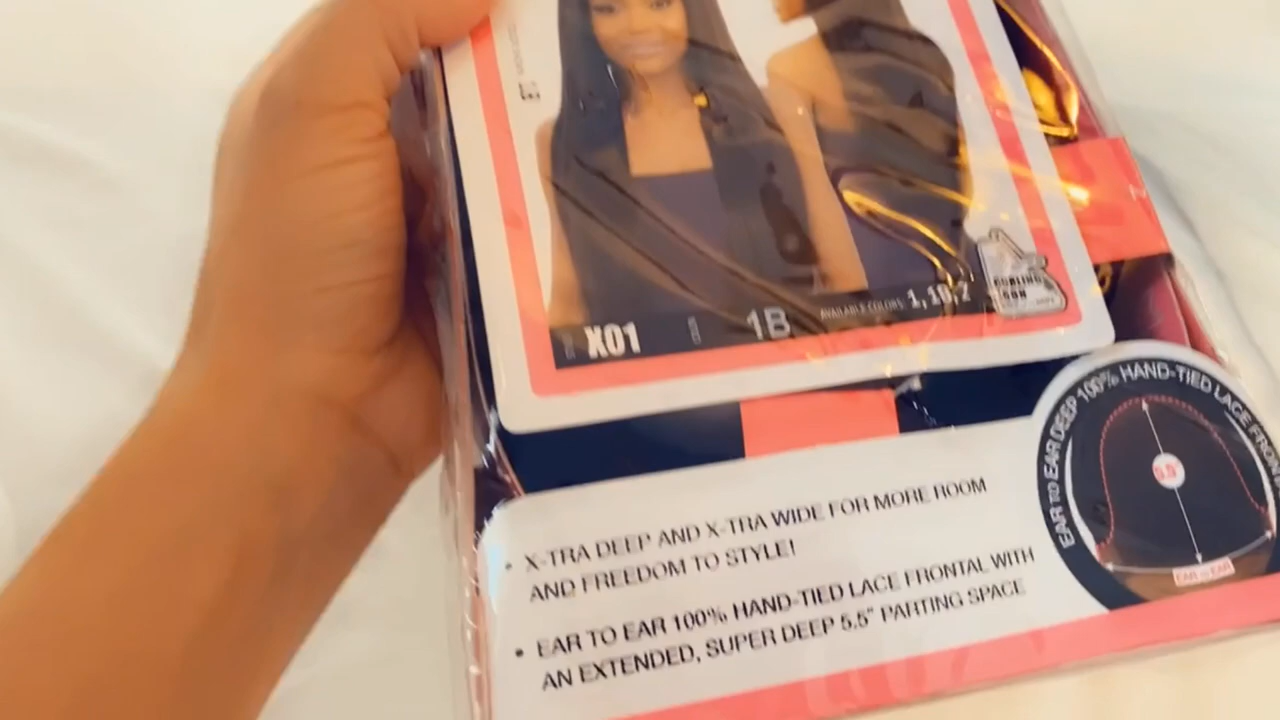 X01
1B
AVAILABLE COLORS: 1, 1B, 2
CURLING
IRON
EAR TO EAR DEEP 100% HAND-TIED LACE FRONTAL
5.5"
EAR TO EAR
• X-TRA DEEP AND X-TRA WIDE FOR MORE ROOM
AND FREEDOM TO STYLE!
• EAR TO EAR 100% HAND-TIED LACE FRONTAL WITH
AN EXTENDED, SUPER DEEP 5.5" PARTING SPACE